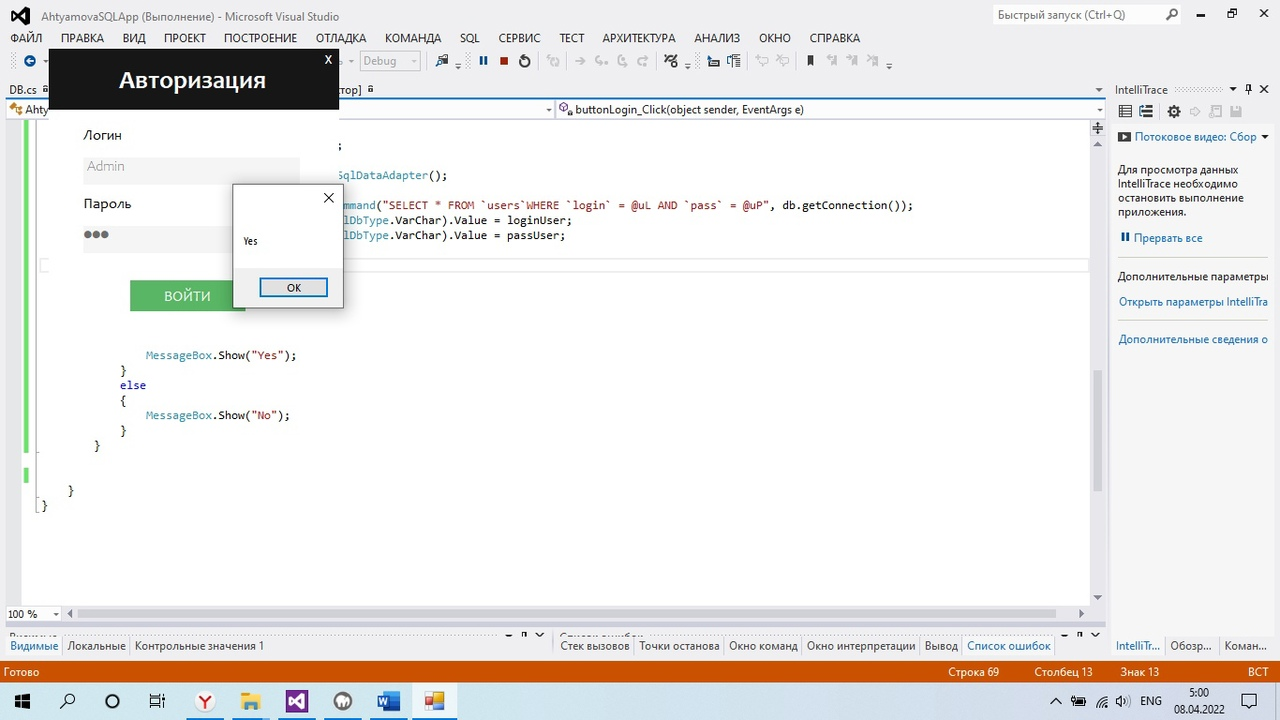 AhtyamovaSQLApp (Выполнение) - Microsoft Visual Studio
Быстрый запуск (Ctrl+Q)
ФАЙЛ ПРАВКА ВИД ПРОЕКТ ПОСТРОЕНИЕ ОТЛАДКА КОМАНДА SQL СЕРВИС ТЕСТ АРХИТЕКТУРА АНАЛИЗ ОКНО СПРАВКА
Debug
X
Авторизация
DB.cs
тор]
IntelliTrace
Ahty
buttonLogin_Click(object sender, EventArgs e)
Потоковое видео: Сбор
Логин
Admin
Пароль
●●●
ВОЙТИ
Yes
OK
;
SqlDataAdapter();
mmand("SELECT * FROM `users`WHERE `login` = @uL AND `pass` = @uP", db.getConnection());
lDbType.VarChar).Value = loginUser;
lDbType.VarChar).Value = passUser;
MessageBox.Show("Yes");
}
else
{
MessageBox.Show("No");
}
}
}
}
Для просмотра данных
IntelliTrace необходимо
остановить выполнение
приложения.
Прервать все
Дополнительные параметры
Открыть параметры IntelliTra
Дополнительные сведения о
100 %
Видимые Локальные Контрольные значения 1
Стек вызовов Точки останова Окно команд Окно интерпретации Вывод Список ошибок
IntelliTr... Обозр... Коман...
Готово
Строка 69 Столбец 13 Знак 13 ВСТ
ENG
5:00
08.04.2022